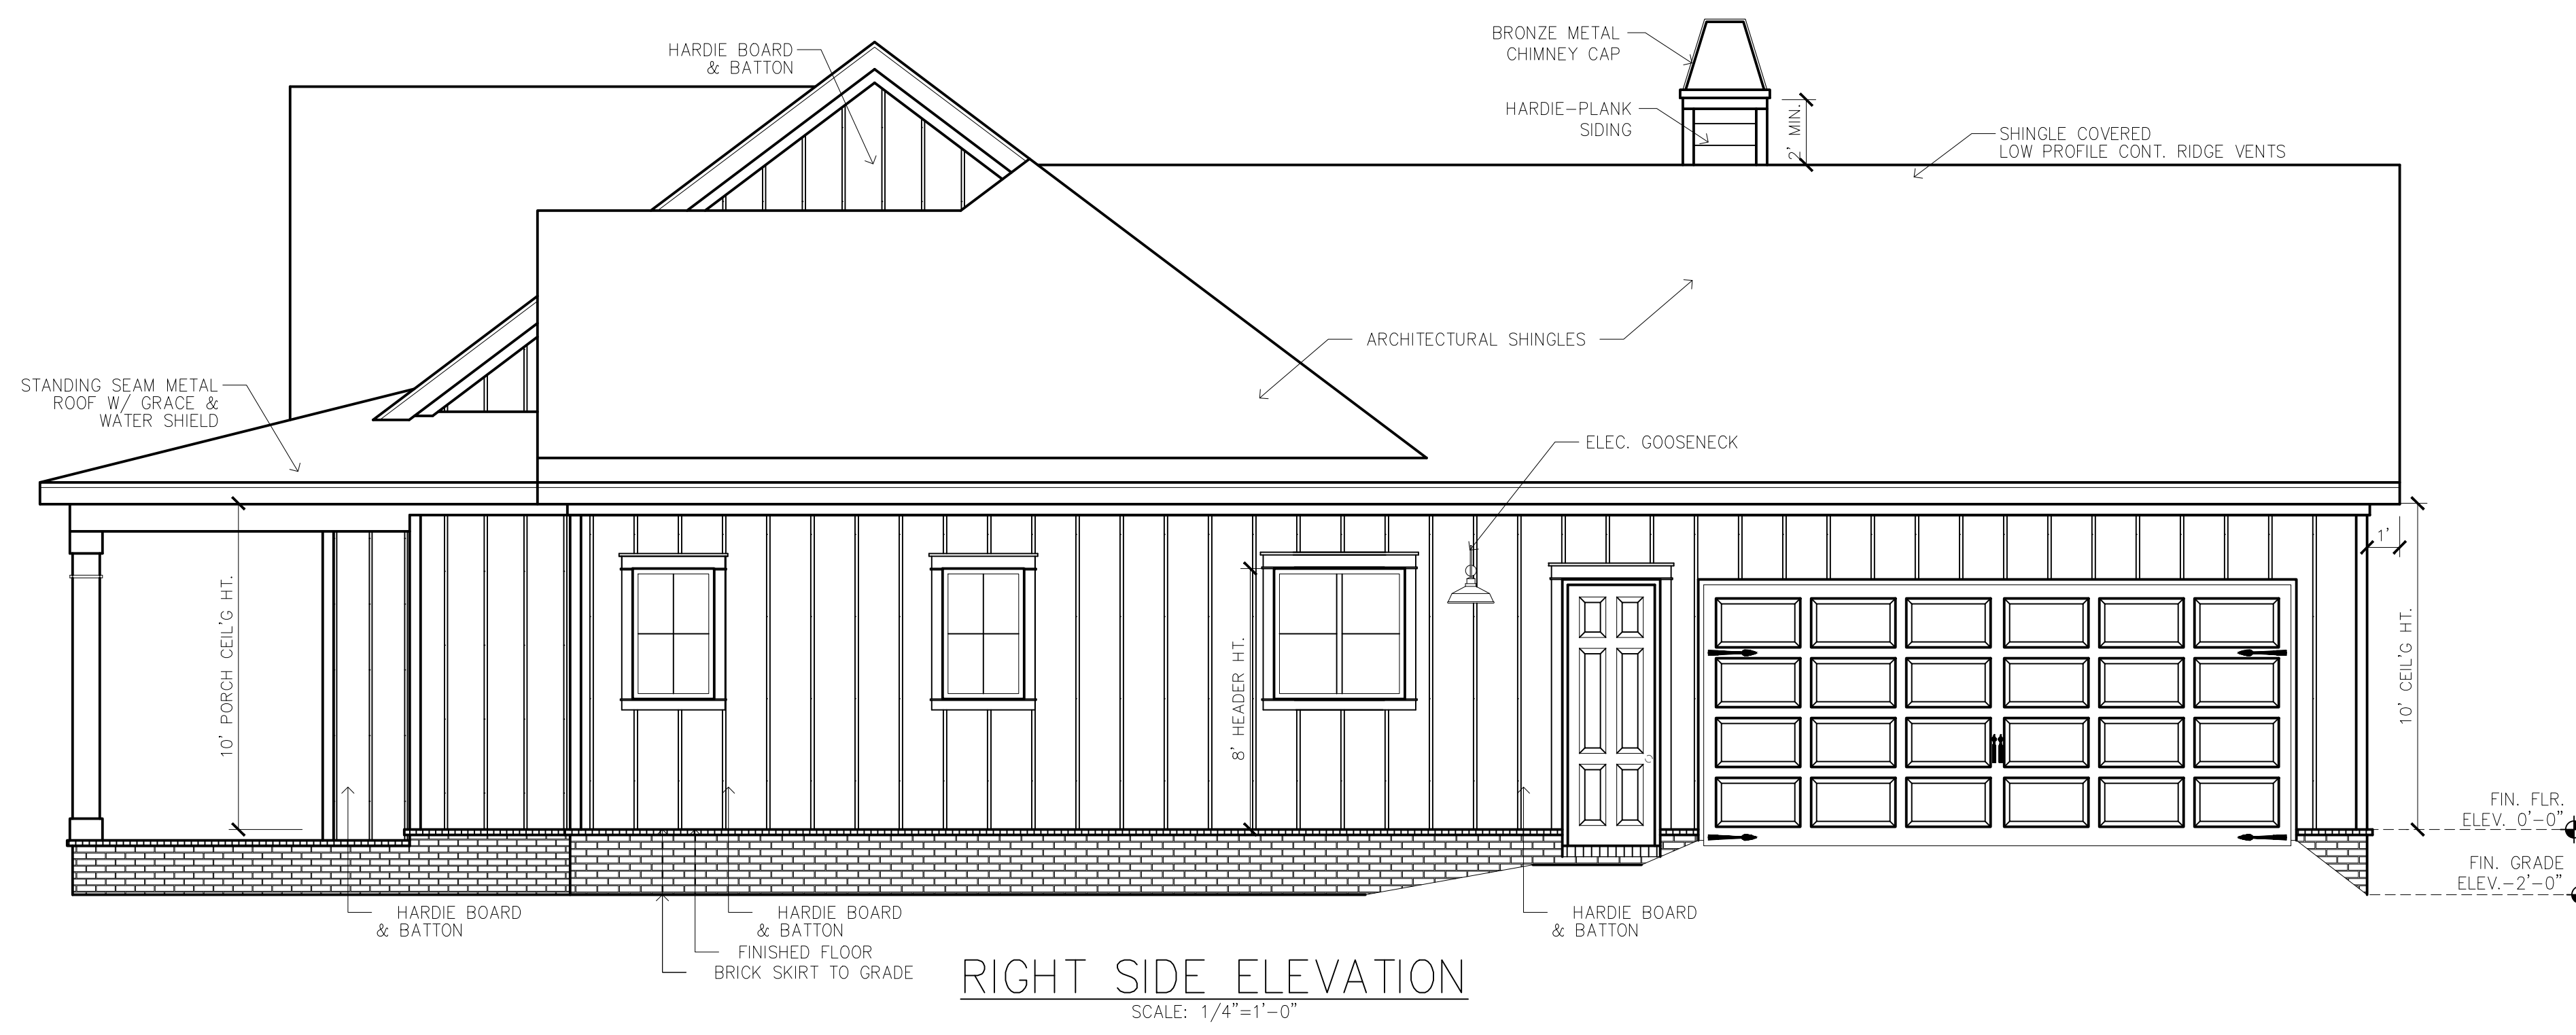 HARDIE BOARD
& BATTON
BRONZE METAL
CHIMNEY CAP
HARDIE-PLANK
SIDING
2' MIN.
SHINGLE COVERED
LOW PROFILE CONT. RIDGE VENTS
ARCHITECTURAL SHINGLES
STANDING SEAM METAL
ROOF W/ GRACE &
WATER SHIELD
ELEC. GOOSENECK
1'
10' PORCH CEIL'G HT.
8' HEADER HT.
10' CEIL'G HT.
FIN. FLR.
ELEV. 0'-0"
FIN. GRADE
ELEV.-2'-0"
HARDIE BOARD
& BATTON
HARDIE BOARD
& BATTON
FINISHED FLOOR
BRICK SKIRT TO GRADE
HARDIE BOARD
& BATTON
RIGHT SIDE ELEVATION
SCALE: 1/4"=1'-0"